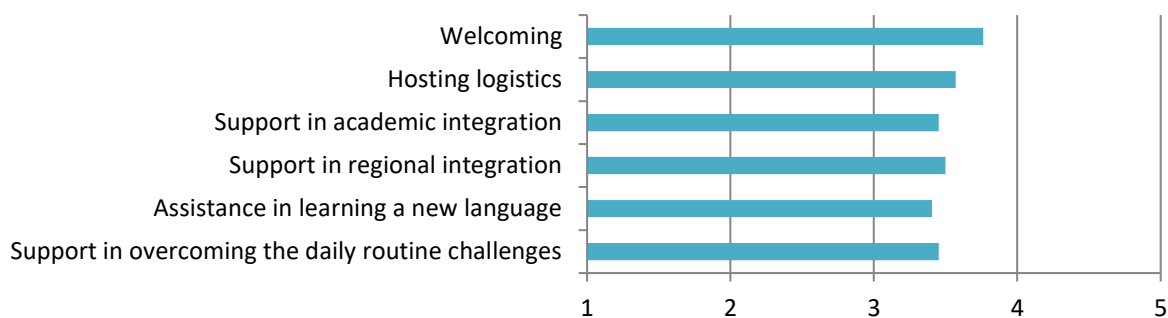 Welcoming
Hosting logistics
Support in academic integration
Support in regional integration
Assistance in learning a new language
Support in overcoming the daily routine challenges
1 2 3 4 5